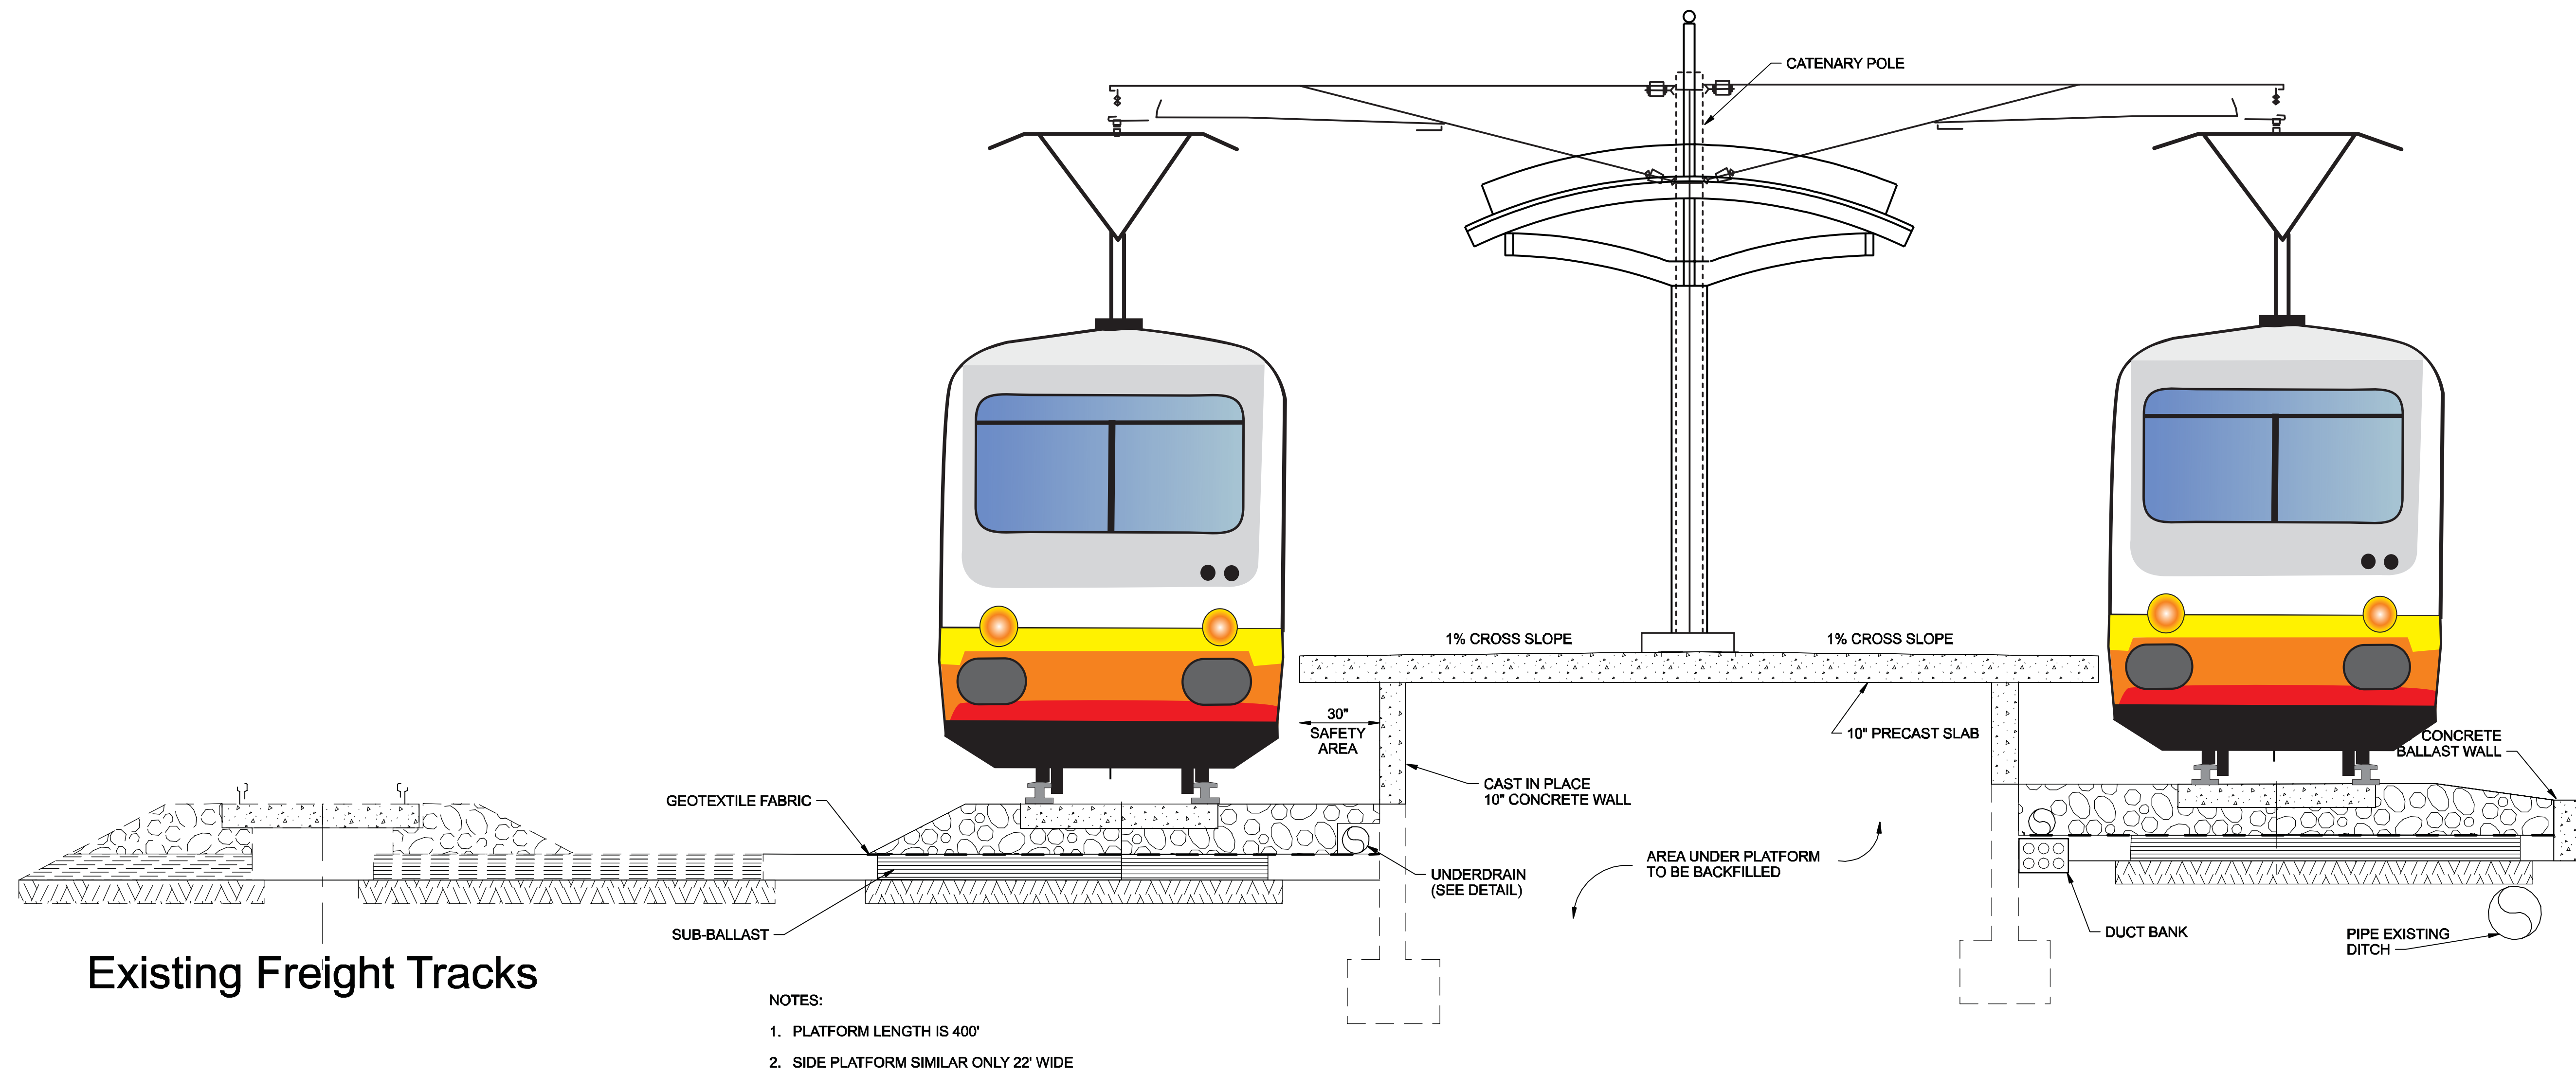 CATENARY POLE
1% CROSS SLOPE
1% CROSS SLOPE
30"
SAFETY
AREA
10" PRECAST SLAB
CONCRETE
BALLAST WALL
CAST IN PLACE
10" CONCRETE WALL
GEOTEXTILE FABRIC
AREA UNDER PLATFORM
TO BE BACKFILLED
UNDERDRAIN
(SEE DETAIL)
SUB-BALLAST
DUCT BANK
PIPE EXISTING
DITCH
Existing Freight Tracks
NOTES:
1. PLATFORM LENGTH IS 400'
2. SIDE PLATFORM SIMILAR ONLY 22' WIDE